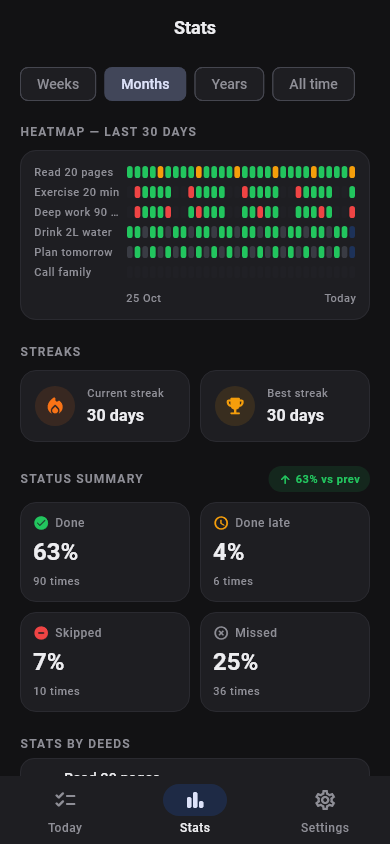 Stats
Weeks Months Years All time
HEATMAP — LAST 30 DAYS
Read 20 pages
Exercise 20 min
Deep work 90 ...
Drink 2L water
Plan tomorrow
Call family
25 Oct Today
STREAKS
Current streak
30 days
Best streak
30 days
STATUS SUMMARY
↑ 63% vs prev
Done
63%
90 times
Done late
4%
6 times
Skipped
7%
10 times
Missed
25%
36 times
STATS BY DEEDS
Read 20 pages
Today Stats Settings